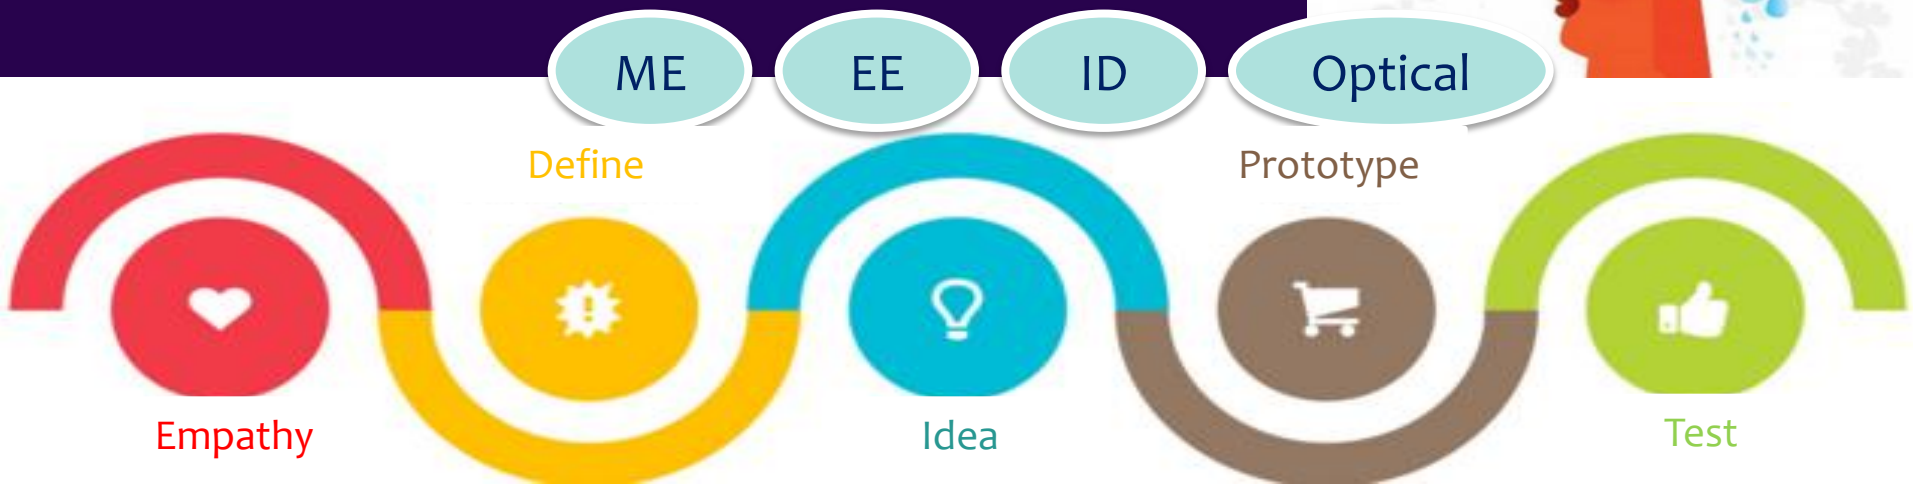 ME
EE
ID
Optical
Define
Prototype
Empathy
Idea
Test